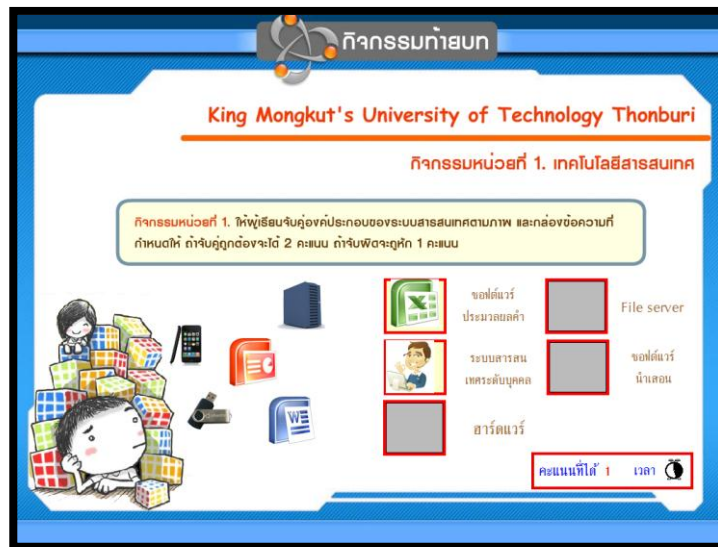 กิจกรรมท้ายบท
King Mongkut's University of Technology Thonburi
กิจกรรมหน่วยที่ 1. เทคโนโลยีสารสนเทศ
กิจกรรมหน่วยที่ 1. ให้ผู้เรียนจับคู่องค์ประกอบของระบบสารสนเทศตามภาพ และกล่องข้อความที่
กำหนดให้ ถ้าจับคู่ถูกต้องจะได้ 2 คะแนน ถ้าจับผิดจะถูกหัก 1 คะแนน
ซอฟต์แวร์
ประมวลผลคำ
File server
ระบบสารสน
เทศระดับบุคคล
ซอฟต์แวร์
นำเสอน
ฮาร์ดแวร์
คะแนนที่ได้ 1 เวลา